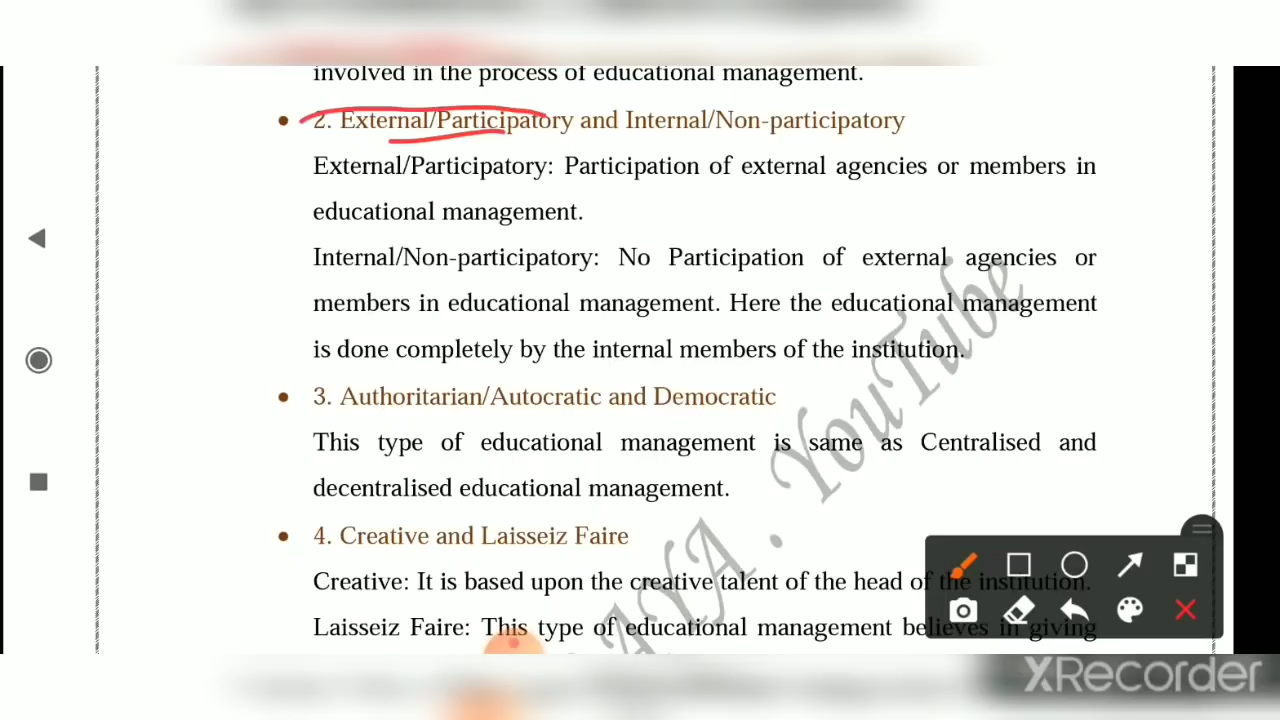 involved in the process of educational management.
• 2. External/Participatory and Internal/Non-participatory
External/Participatory: Participation of external agencies or members in
educational management.
Internal/Non-participatory: No Participation of external agencies or
members in educational management. Here the educational management
is done completely by the internal members of the institution.
• 3. Authoritarian/Autocratic and Democratic
This type of educational management is same as Centralised and
decentralised educational management.
• 4. Creative and Laisseiz Faire
Creative: It is based upon the creative talent of the head of the institution.
Laisseiz Faire: This type of educational management believes in giving
AYA . YouTube
XRecorder